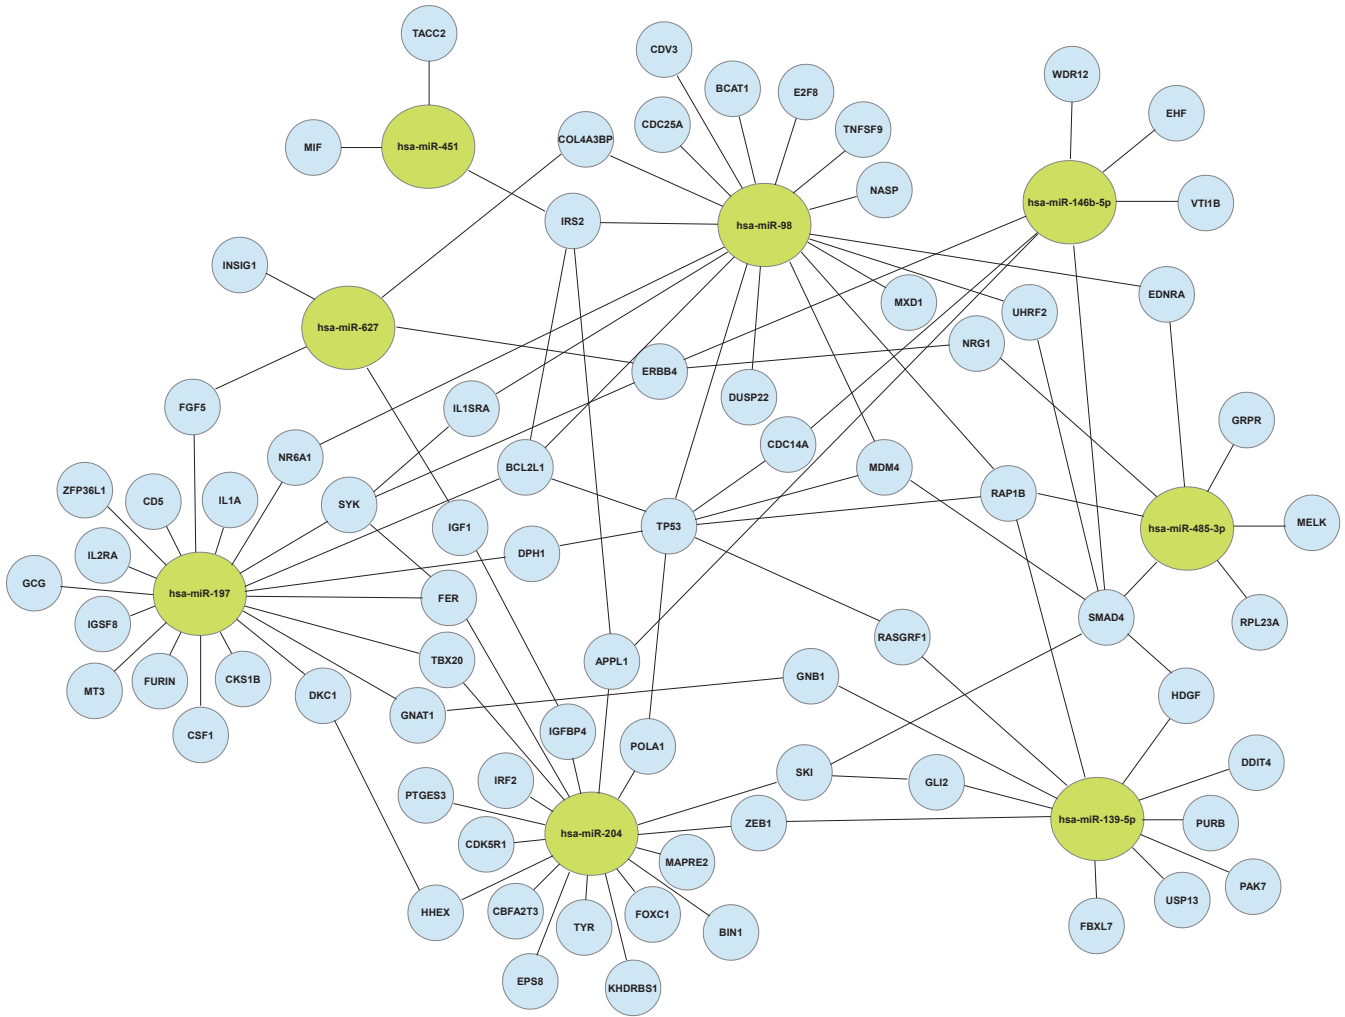 TACC2
CDV3
WDR12
BCAT1
E2F8
EHF
CDC25A
TNFSF9
COL4A3BP
MIF
hsa-miR-451
NASP
hsa-miR-146b-5p
VTI1B
IRS2
hsa-miR-98
INSIG1
EDNRA
MXD1
UHRF2
hsa-miR-627
NRG1
ERBB4
DUSP22
FGF5
IL1SRA
GRPR
CDC14A
NR6A1
BCL2L1
MDM4
ZFP36L1
CD5
IL1A
SYK
RAP1B
IGF1
TP53
hsa-miR-485-3p
MELK
IL2RA
DPH1
GCG
hsa-miR-197
FER
IGSF8
SMAD4
RPL23A
RASGRF1
TBX20
APPL1
GNB1
CKS1B
FURIN
MT3
DKC1
HDGF
GNAT1
CSF1
IGFBP4
POLA1
DDIT4
SKI
IRF2
GLI2
PTGES3
ZEB1
hsa-miR-139-5p
PURB
hsa-miR-204
CDK5R1
MAPRE2
PAK7
USP13
HHEX
CBFA2T3
FOXC1
TYR
BIN1
FBXL7
EPS8
KHDRBS1